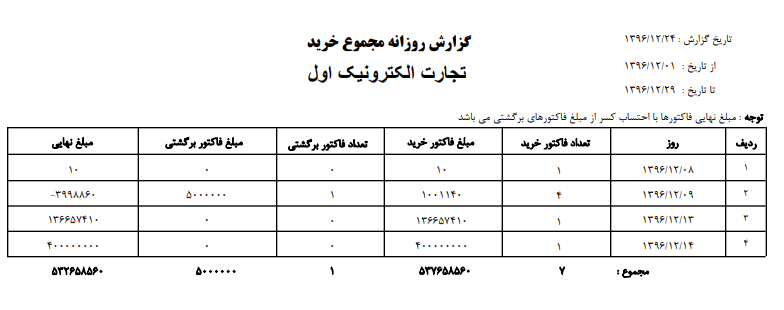 گزارش روزانه مجموع خرید
تجارت الکترونیک اول
تاریخ گزارش : ۱۳۹۶/۱۲/۲۴
از تاریخ : ۱۳۹۶/۱۲/۰۱
تا تاریخ : ۱۳۹۶/۱۲/۲۹
توجه : مبلغ نهایی فاکتورها با احتساب کسر از مبلغ فاکتورهای برگشتی می باشد
ردیف روز تعداد فاکتور خرید مبلغ فاکتور خرید تعداد فاکتور برگشتی مبلغ فاکتور برگشتی مبلغ نهایی
۱ ۱۳۹۶/۱۲/۰۸ ۱ ۱۰ ۰ ۰ ۱۰
۲ ۱۳۹۶/۱۲/۰۹ ۴ ۱۰۰۱۱۴۰ ۱ ۵۰۰۰۰۰۰ -۳۹۹۸۸۶۰
۳ ۱۳۹۶/۱۲/۱۳ ۱ ۱۳۶۶۵۷۴۱۰ ۰ ۰ ۱۳۶۶۵۷۴۱۰
۴ ۱۳۹۶/۱۲/۱۴ ۱ ۴۰۰۰۰۰۰۰۰ ۰ ۰ ۴۰۰۰۰۰۰۰۰
مجموع : ۷ ۵۳۷۶۵۸۵۶۰ ۱ ۵۰۰۰۰۰۰ ۵۳۲۶۵۸۵۶۰